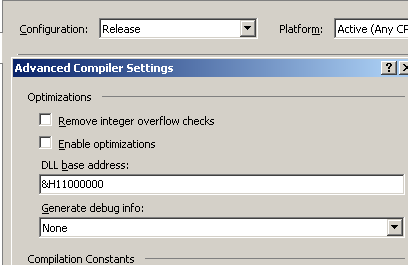 Configuration: Release Platform: Active (Any CP
Advanced Compiler Settings
Optimizations
Remove integer overflow checks
Enable optimizations
DLL base address:
&H11000000
Generate debug info:
None
Compilation Constants